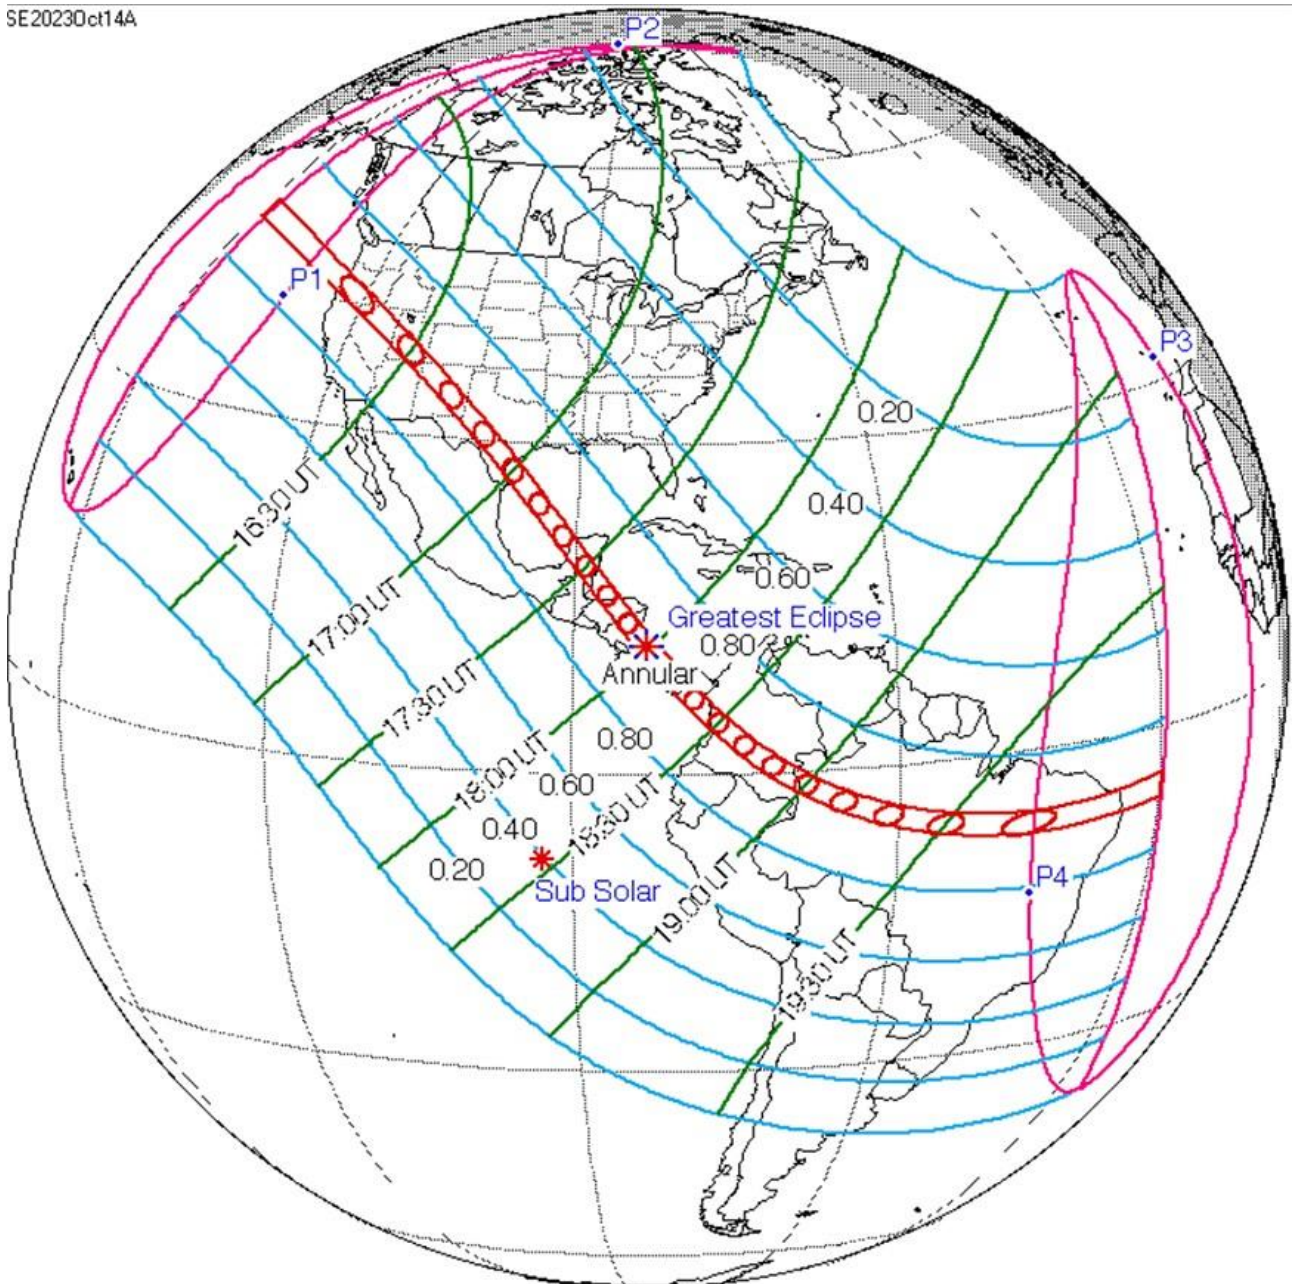 SE2023Oct14A
P2
P1
P3
0.20
16:30 UT
0.40
0.60
17:00 UT
Greatest Eclipse
0.80
Annular
17:30 UT
0.80
18:00 UT
0.60
18:30 UT
0.40
0.20
Sub Solar
P4
19:00 UT
19:30 UT